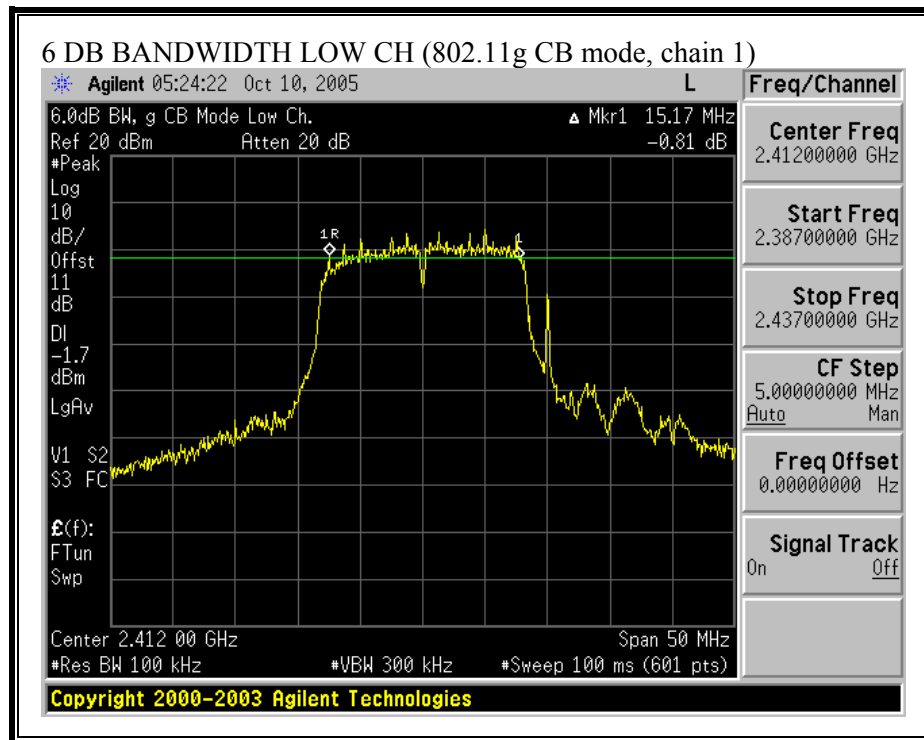 6 DB BANDWIDTH LOW CH (802.11g CB mode, chain 1)
Agilent 05:24:22 Oct 10, 2005 L
Freq/Channel
6.0dB BW, g CB Mode Low Ch. Δ Mkr1 15.17 MHz
Ref 20 dBm Atten 20 dB -0.81 dB
#Peak
Log
10
dB/
Offst
11
dB
DI
-1.7
dBm
LgAv
V1 S2
S3 FC
£(f):
FTun
Swp
1R
1
Center 2.412 00 GHz Span 50 MHz
#Res BW 100 kHz #VBW 300 kHz #Sweep 100 ms (601 pts)
Center Freq
2.41200000 GHz
Start Freq
2.38700000 GHz
Stop Freq
2.43700000 GHz
CF Step
5.00000000 MHz
Auto Man
Freq Offset
0.00000000 Hz
Signal Track
On Off
Copyright 2000-2003 Agilent Technologies